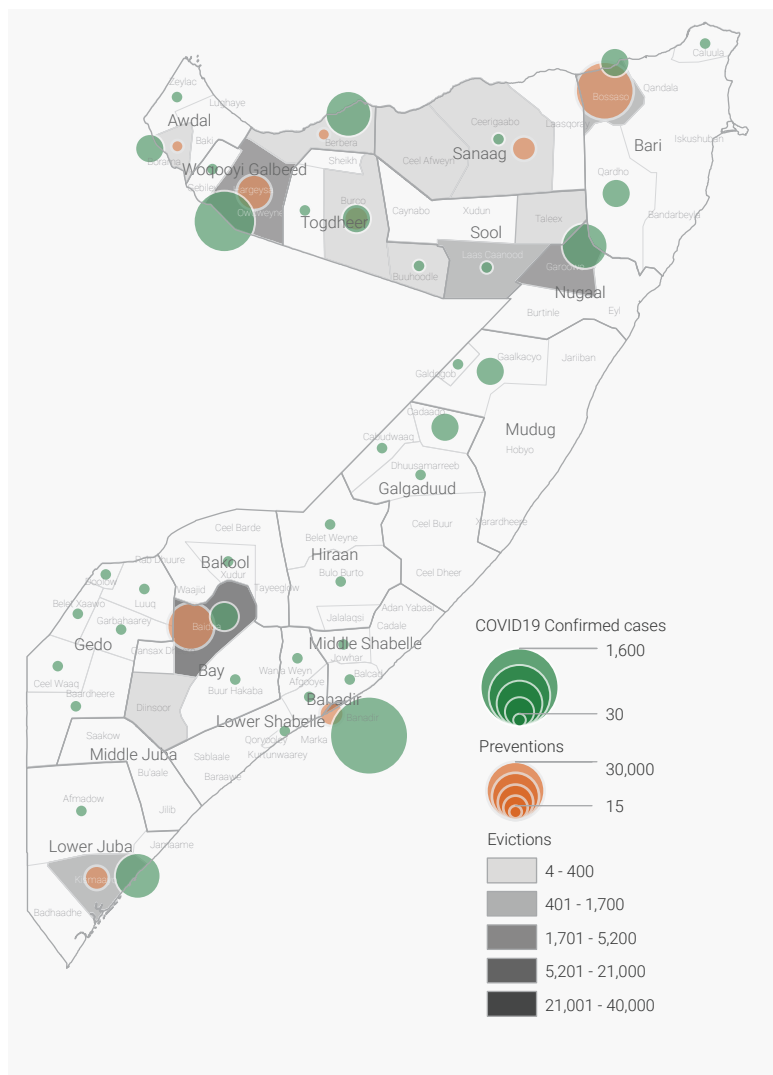 Caluula
Zeylac
Qandala
Bossaso
Lughaye
Awdal
Ceerigaabo
Laasqoray
Iskushuban
Baki
Berbera
Bari
Borama
Sanaag
Sheikh
Ceel Afweyn
Woqooyi Galbeed
Qardho
Gebiley
Hargeysa
Burco
Owdweyne
Caynabo
Xudun
Taleex
Bandarbeyla
Togdheer
Sool
Laas Caanood
Garoowe
Buuhoodle
Nugaal
Burtinle
Eyl
Gaalkacyo
Jariiban
Galdogob
Cadaado
Mudug
Cabudwaaq
Hobyo
Dhuusamarreeb
Galgaduud
Ceel Barde
Ceel Buur
Xarardheere
Belet Weyne
Hiraan
Rab Dhuure
Bakool
Xudur
Bulo Burto
Ceel Dheer
Doolow
Waajid
Tayeeglow
Belet Xaawo
Luuq
Adan Yabaal
Garbahaarey
Baidoa
Jalalaqsi
Cadale
Gedo
Middle Shabelle
Qansax Dh
Jowhar
Bay
Wanla Weyn
Balcad
Ceel Waaq
Afgooye
Baardheere
Buur Hakaba
Banadir
Diinsoor
Lower Shabelle
Banadir
Saakow
Qoryooley
Marka
Middle Juba
Sablaale
Kurtunwaarey
Bu'aale
Baraawe
Afmadow
Jilib
Lower Juba
Jamaame
Kismaayo
Badhaadhe
COVID19 Confirmed cases
1,600
30
Preventions
30,000
15
Evictions
4 - 400
401 - 1,700
1,701 - 5,200
5,201 - 21,000
21,001 - 40,000